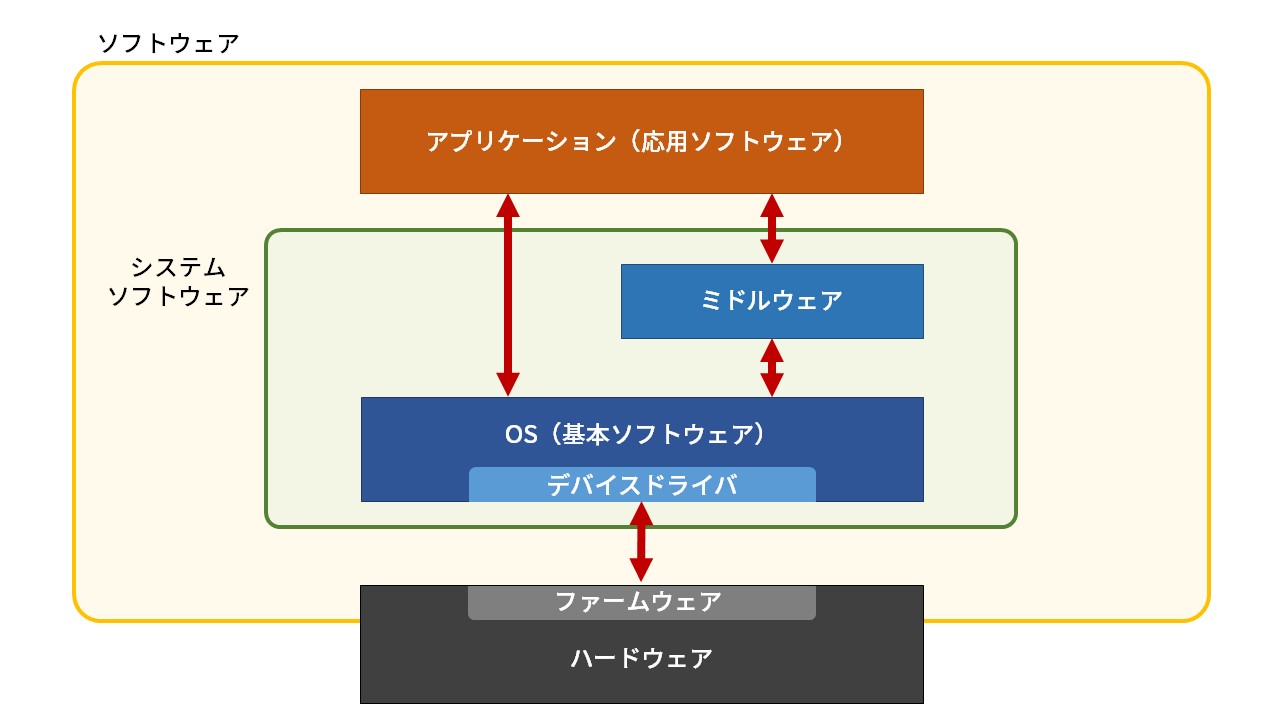 ソフトウェア
アプリケーション（応用ソフトウェア）
システム
ソフトウェア
ミドルウェア
OS（基本ソフトウェア）
デバイスドライバ
ファームウェア
ハードウェア